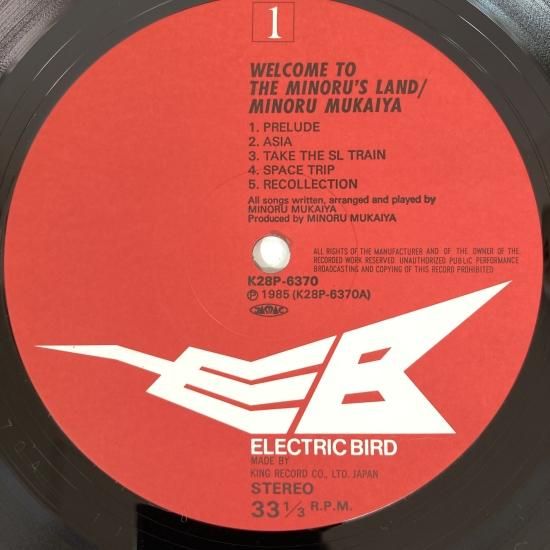 1
WELCOME TO
THE MINORU'S LAND/
MINORU MUKAIYA
1. PRELUDE
2. ASIA
3. TAKE THE SL TRAIN
4. SPACE TRIP
5. RECOLLECTION
All songs written, arranged and played by
MINORU MUKAIYA
Produced by MINORU MUKAIYA
ALL RIGHTS OF THE MANUFACTURER AND OF THE OWNER OF THE
RECORDED WORK RESERVED. UNAUTHORIZED PUBLIC PERFORMANCE
BROADCASTING AND COPYING OF THIS RECORD PROHIBITED
K28P-6370
Ⓟ 1985 (K28P-6370A)
EB
ELECTRIC BIRD
MADE BY
KING RECORD CO., LTD. JAPAN
STEREO
33 1/3 R.P.M.